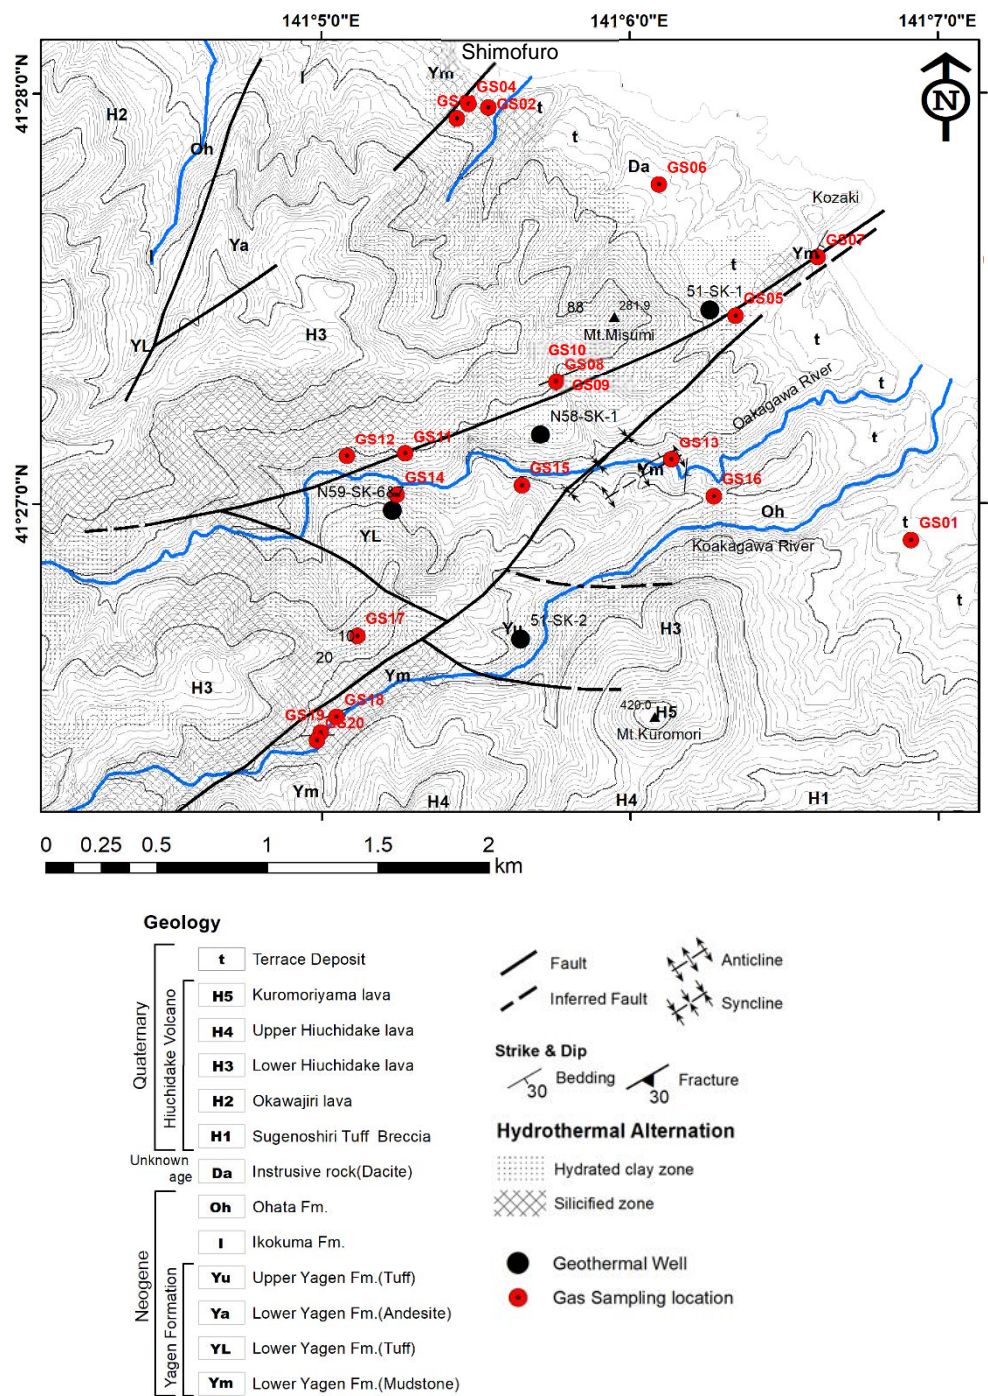 141°5'0"E 141°6'0"E 141°7'0"E
Shimofuro
41°28'0"N
41°27'0"N
N
Ym
GS04
GS02
I
H2
Oh
t
t
Da
GS06
t
Kozaki
Ya
I
Ym
GS07
t
51-SK-1
GS05
88
281.9
Mt.Misumi
H3
YL
t
GS10
GS08
GS09
Oakagawa River
t
N58-SK-1
t
GS12
GS11
GS13
Ym
GS15
GS14
N59-SK-687
GS16
Oh
t
GS01
YL
Koakagawa River
t
GS17
10
20
51-SK-2
Yu
H3
Ym
H3
GS18
GS19
GS20
420.0
H5
Mt.Kuromori
Ym
H4
H4
H1
0 0.25 0.5 1 1.5 2
km
Geology
Quaternary
Hiuchidake Volcano
t Terrace Deposit
H5 Kuromoriyama lava
H4 Upper Hiuchidake lava
H3 Lower Hiuchidake lava
H2 Okawajiri lava
H1 Sugenoshiri Tuff Breccia
Unknown
age
Da Instrusive rock(Dacite)
Neogene
Oh Ohata Fm.
I Ikokuma Fm.
Yagen Formation
Yu Upper Yagen Fm.(Tuff)
Ya Lower Yagen Fm.(Andesite)
YL Lower Yagen Fm.(Tuff)
Ym Lower Yagen Fm.(Mudstone)
Fault
Anticline
Inferred Fault
Syncline
Strike & Dip
30 Bedding
30 Fracture
Hydrothermal Alternation
Hydrated clay zone
Silicified zone
Geothermal Well
Gas Sampling location